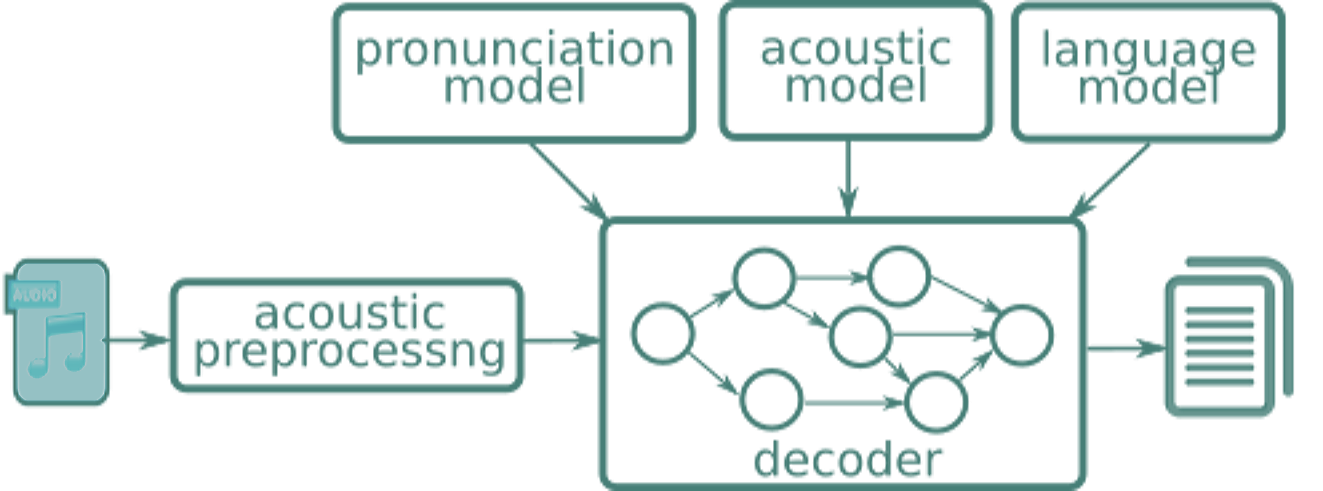 pronunciation
model
acoustic
model
language
model
AUDIO
acoustic
preprocessng
decoder